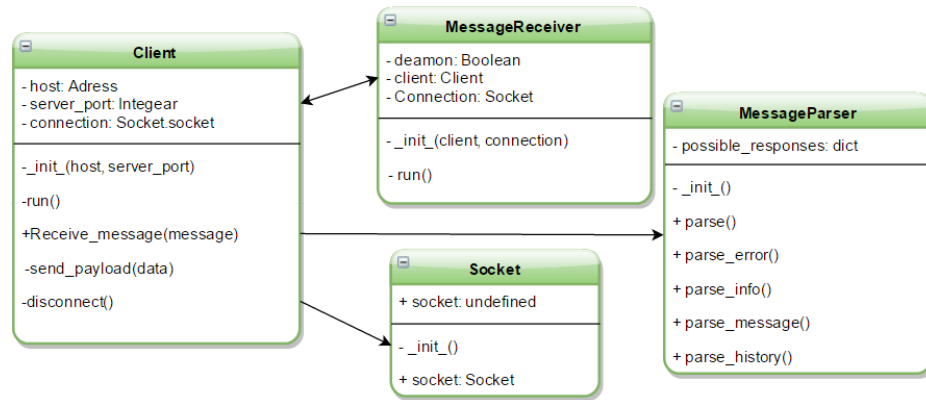 Client
- host: Adress
- server_port: Integear
- connection: Socket.socket
-_init_(host, server_port)
-run()
+Receive_message(message)
-send_payload(data)
-disconnect()
MessageReceiver
- deamon: Boolean
- client: Client
- Connection: Socket
- _init_(client, connection)
- run()
MessageParser
- possible_responses: dict
- _init_()
+ parse()
+ parse_error()
+ parse_info()
+ parse_message()
+ parse_history()
Socket
+ socket: undefined
- _init_()
+ socket: Socket